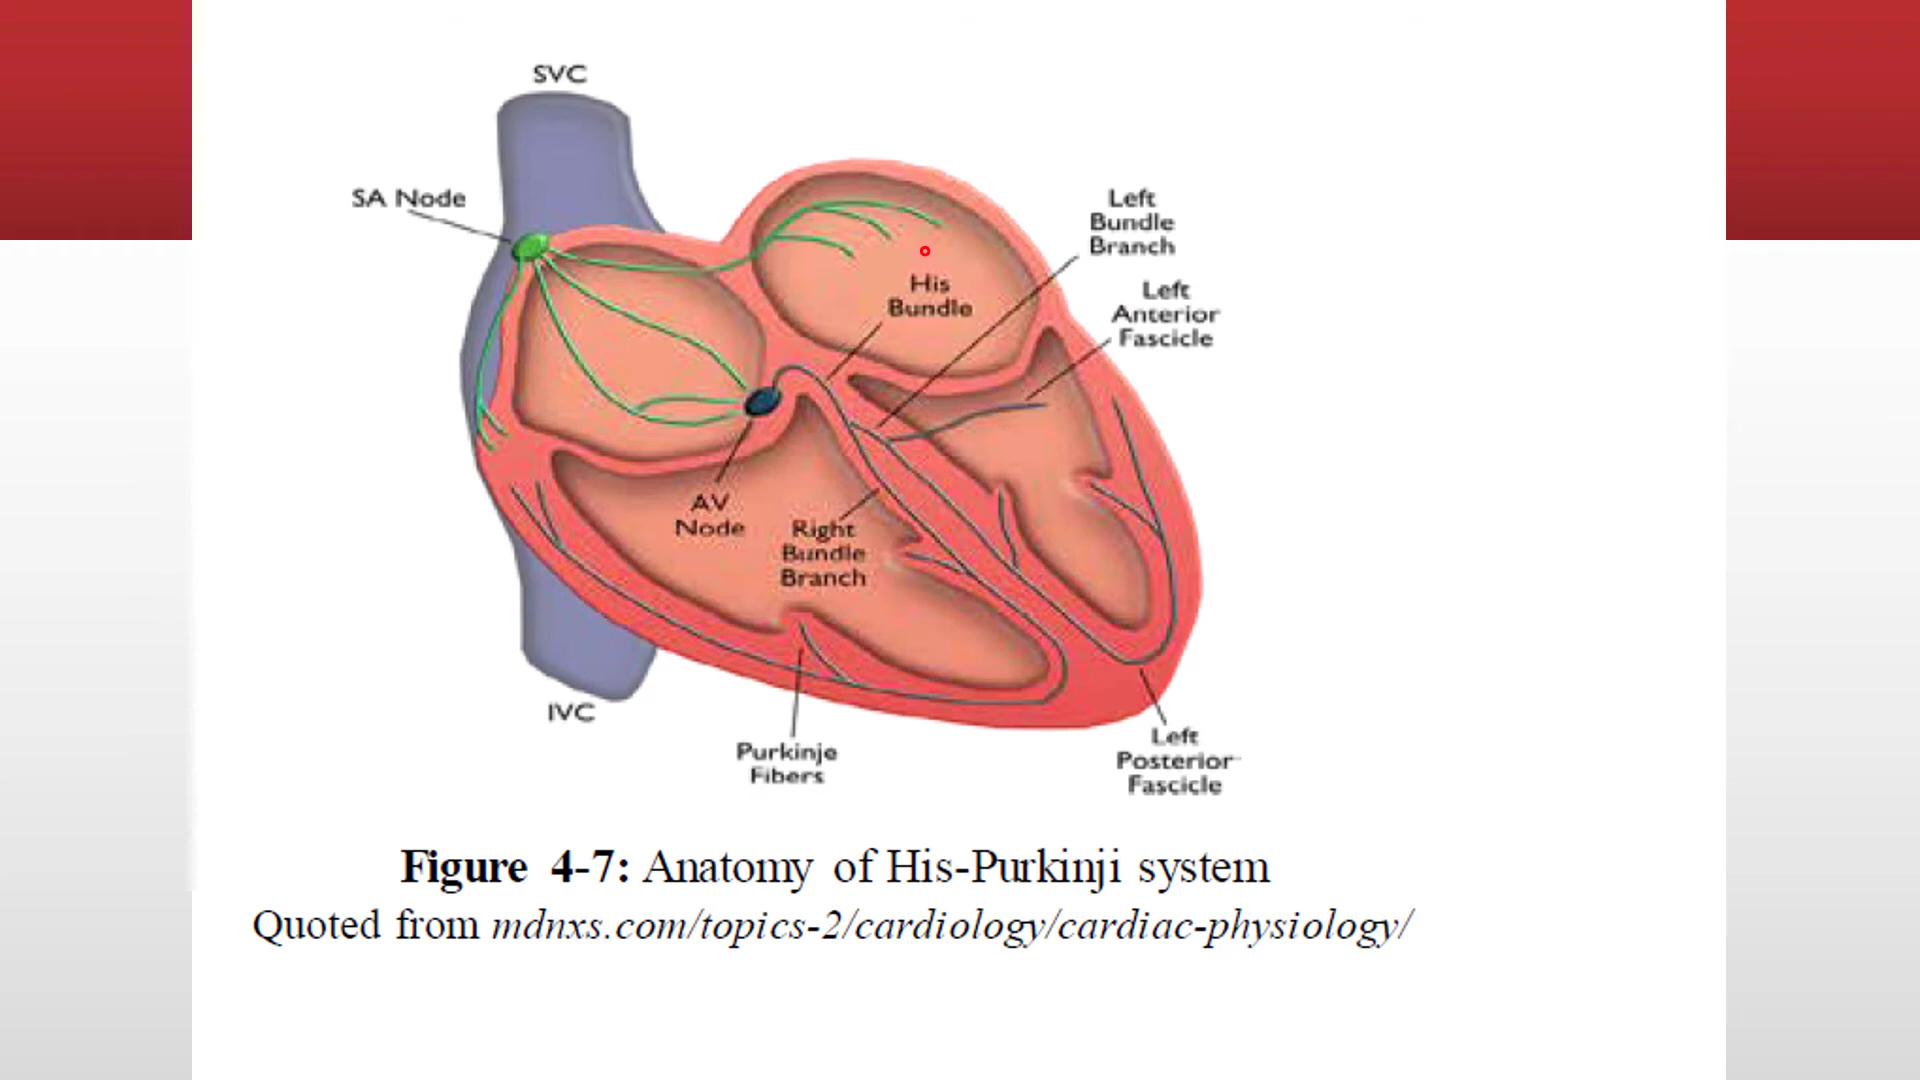 SVC
SA Node
Left
Bundle
Branch
His
Bundle
Left
Anterior
Fascicle
AV
Node
Right
Bundle
Branch
IVC
Purkinje
Fibers
Left
Posterior
Fascicle
Figure 4-7: Anatomy of His-Purkinji system
Quoted from mdnxs.com/topics-2/cardiology/cardiac-physiology/